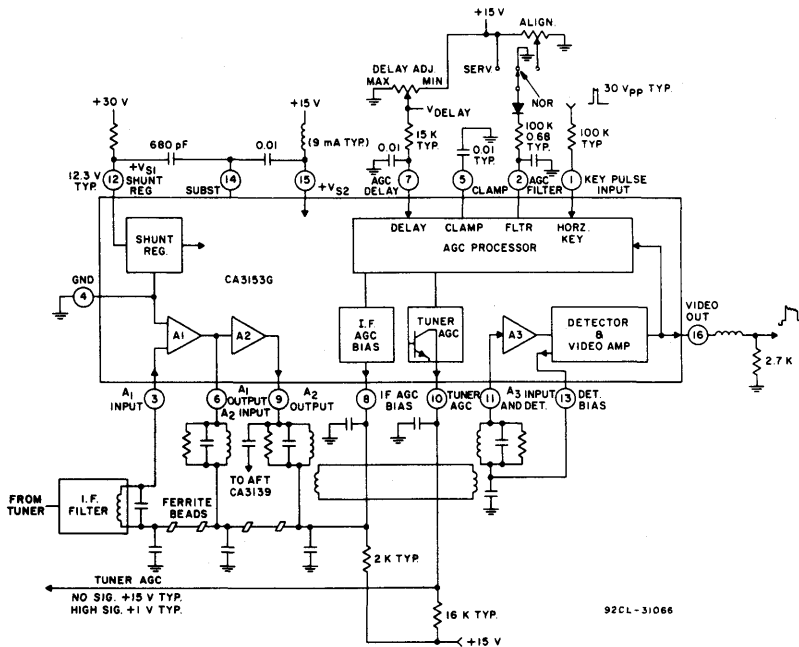 +15 V
ALIGN.
DELAY ADJ.
MAX MIN
SERV.
NOR
30 Vpp TYP.
+30 V
+15V
VDELAY
680 pF
0.01
(9 mA TYP.)
15 K
TYP.
0.01
0.01
TYP.
100 K
0.68
TYP.
100 K
TYP.
12.3 V
TYP.
12
+VS1
SHUNT
REG
SUBST
14
15
+VS2
AGC
DELAY
7
5
CLAMP
2
AGC
FILTER
1
KEY PULSE
INPUT
SHUNT
REG.
DELAY CLAMP FLTR HORZ.
KEY
AGC PROCESSOR
CA3153G
GND
4
A1
A2
I.F.
AGC
BIAS
TUNER
AGC
A3
DETECTOR
&
VIDEO AMP
VIDEO
OUT
16
2.7 K
A1
INPUT
3
6
A1
OUTPUT
A2 INPUT
9
A2
OUTPUT
8
IF AGC
BIAS
10
TUNER
AGC
11
A3 INPUT
AND DET.
13
DET.
BIAS
TO AFT
CA3139
FROM
TUNER
I.F.
FILTER
FERRITE
BEADS
2 K TYP.
TUNER AGC
NO SIG. +15 V TYP.
HIGH SIG. +1 V TYP.
16 K TYP.
+15 V
92CL-31066